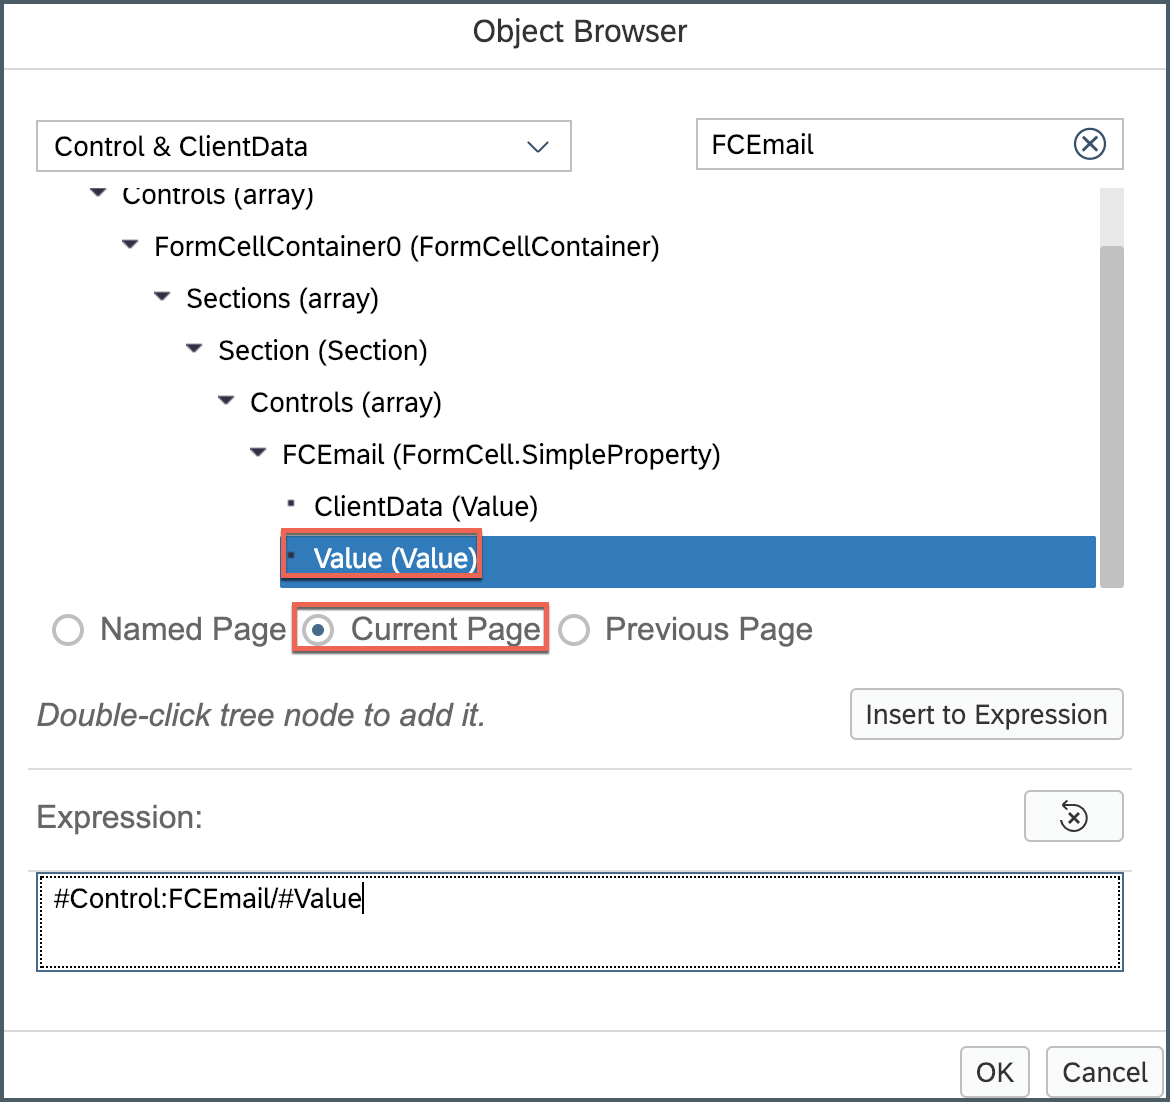 Object Browser
Control & ClientData
FCEmail
Controls (array)
FormCellContainer0 (FormCellContainer)
Sections (array)
Section (Section)
Controls (array)
FCEmail (FormCell.SimpleProperty)
ClientData (Value)
Value (Value)
Named Page Current Page Previous Page
Double-click tree node to add it.
Insert to Expression
Expression:
#Control:FCEmail/#Value
OK Cancel